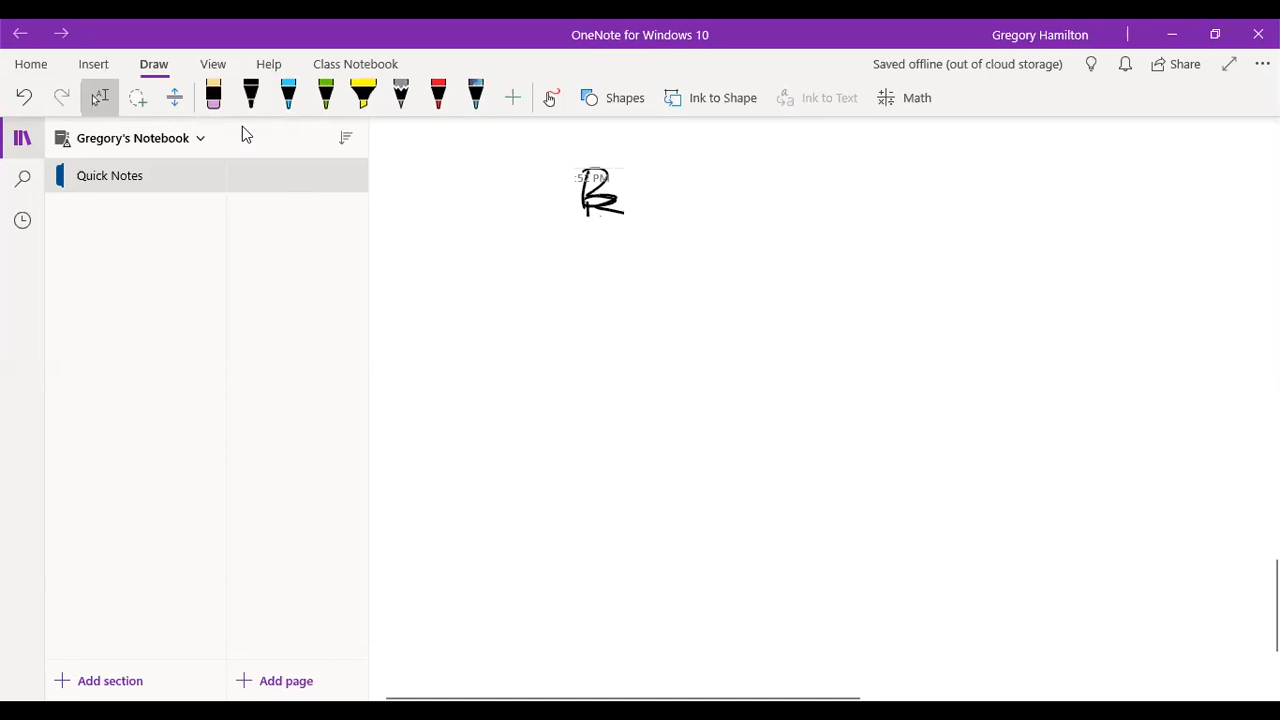 OneNote for Windows 10
Gregory Hamilton
Home Insert Draw View Help Class Notebook
Saved offline (out of cloud storage)
Share
Shapes
Ink to Shape
Ink to Text
Math
Gregory's Notebook
Quick Notes
PM
Add section
Add page